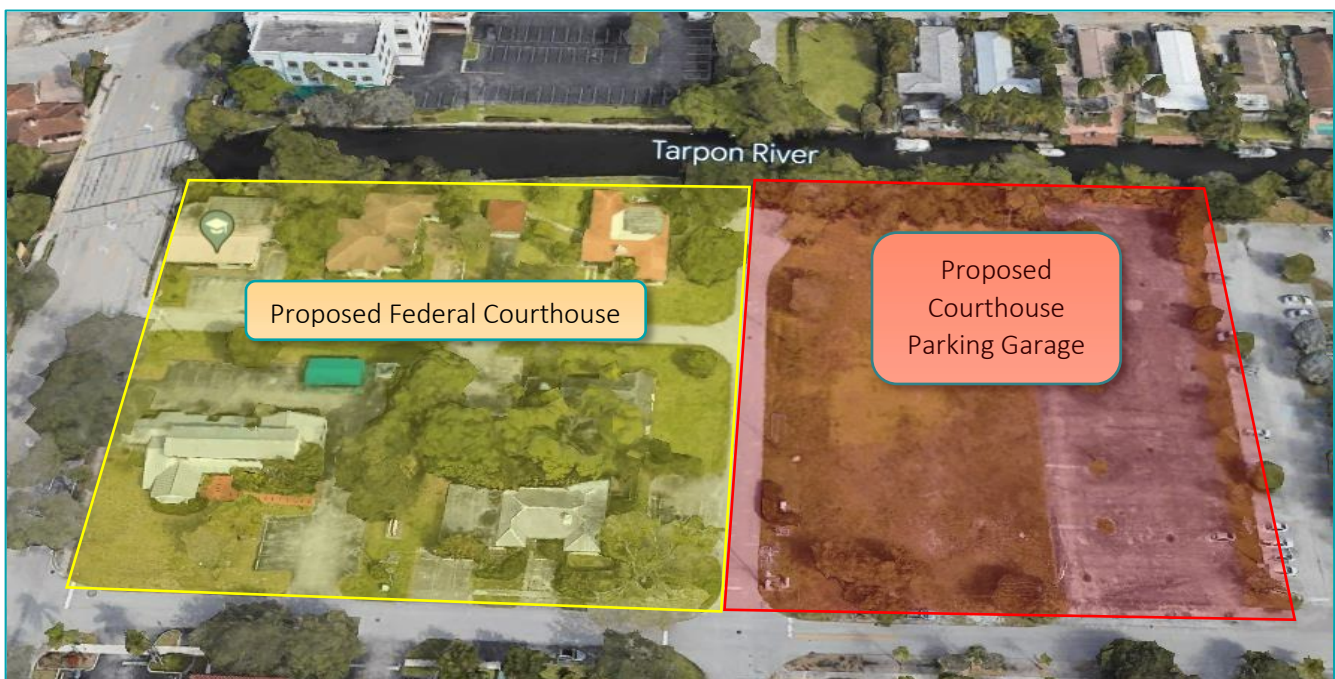 Tarpon River
Proposed Federal Courthouse
Proposed
Courthouse
Parking Garage